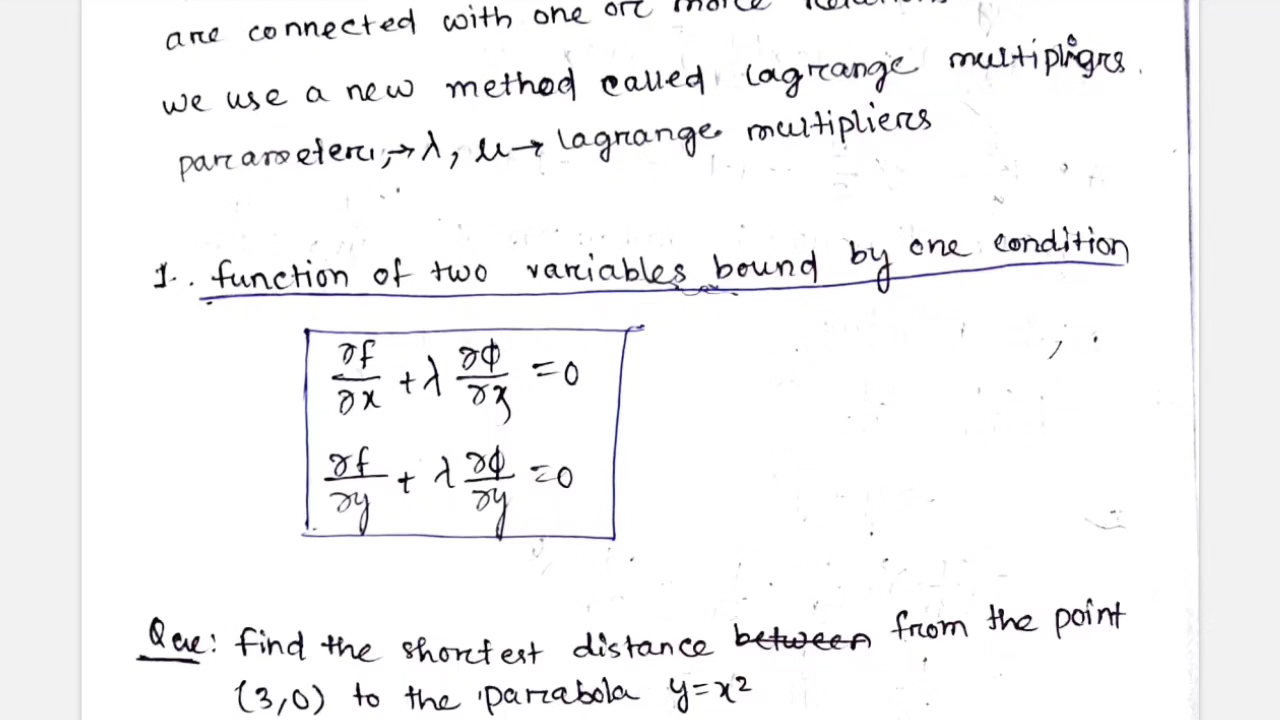 are connected with one or more
we use a new method called lagrange multipliers.
parameters, → λ, μ → lagrange multipliers
1. function of two variables bound by one condition
∂f/∂x + λ ∂φ/∂x = 0
∂f/∂y + λ ∂φ/∂y = 0
Que: find the shortest distance between from the point
(3,0) to the parabola y=x²